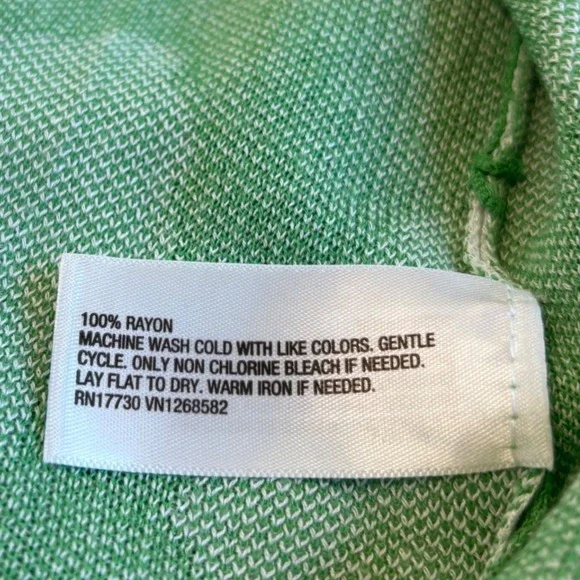 100% RAYON
MACHINE WASH COLD WITH LIKE COLORS. GENTLE
CYCLE. ONLY NON CHLORINE BLEACH IF NEEDED.
LAY FLAT TO DRY. WARM IRON IF NEEDED.
RN17730 VN1268582